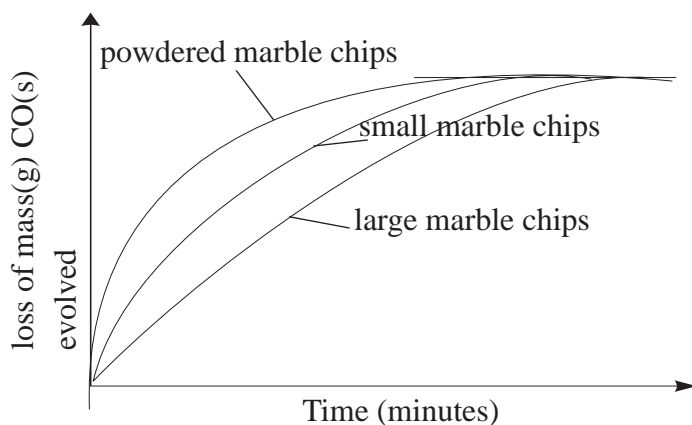 powdered marble chips
small marble chips
large marble chips
loss of mass(g) CO(s)
evolved
Time (minutes)